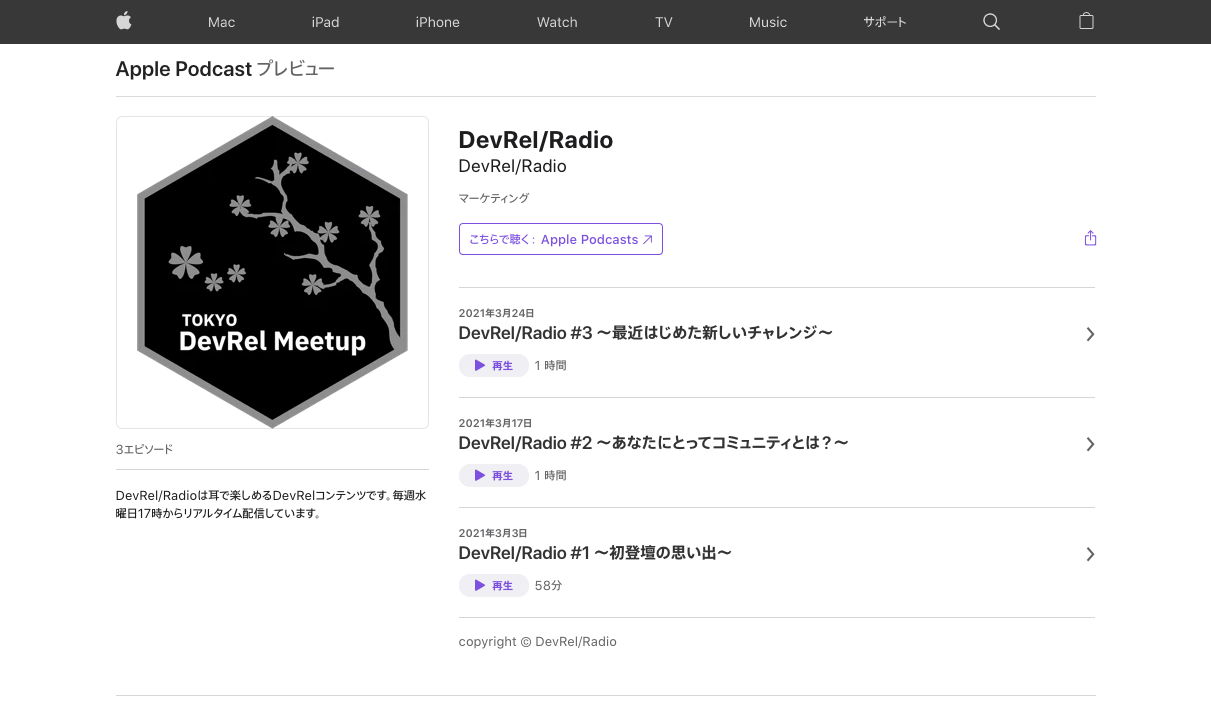 Mac iPad iPhone Watch TV Music サポート
Apple Podcast プレビュー
TOKYO
DevRel Meetup
3エピソード
DevRel/Radioは耳で楽しめるDevRelコンテンツです。毎週水
曜日17時からリアルタイム配信しています。
DevRel/Radio
DevRel/Radio
マーケティング
こちらで聴く: Apple Podcasts ↗
2021年3月24日
DevRel/Radio #3 〜最近はじめた新しいチャレンジ〜
再生 1 時間
2021年3月17日
DevRel/Radio #2 〜あなたにとってコミュニティとは？〜
再生 1 時間
2021年3月3日
DevRel/Radio #1 〜初登壇の思い出〜
再生 58分
copyright © DevRel/Radio